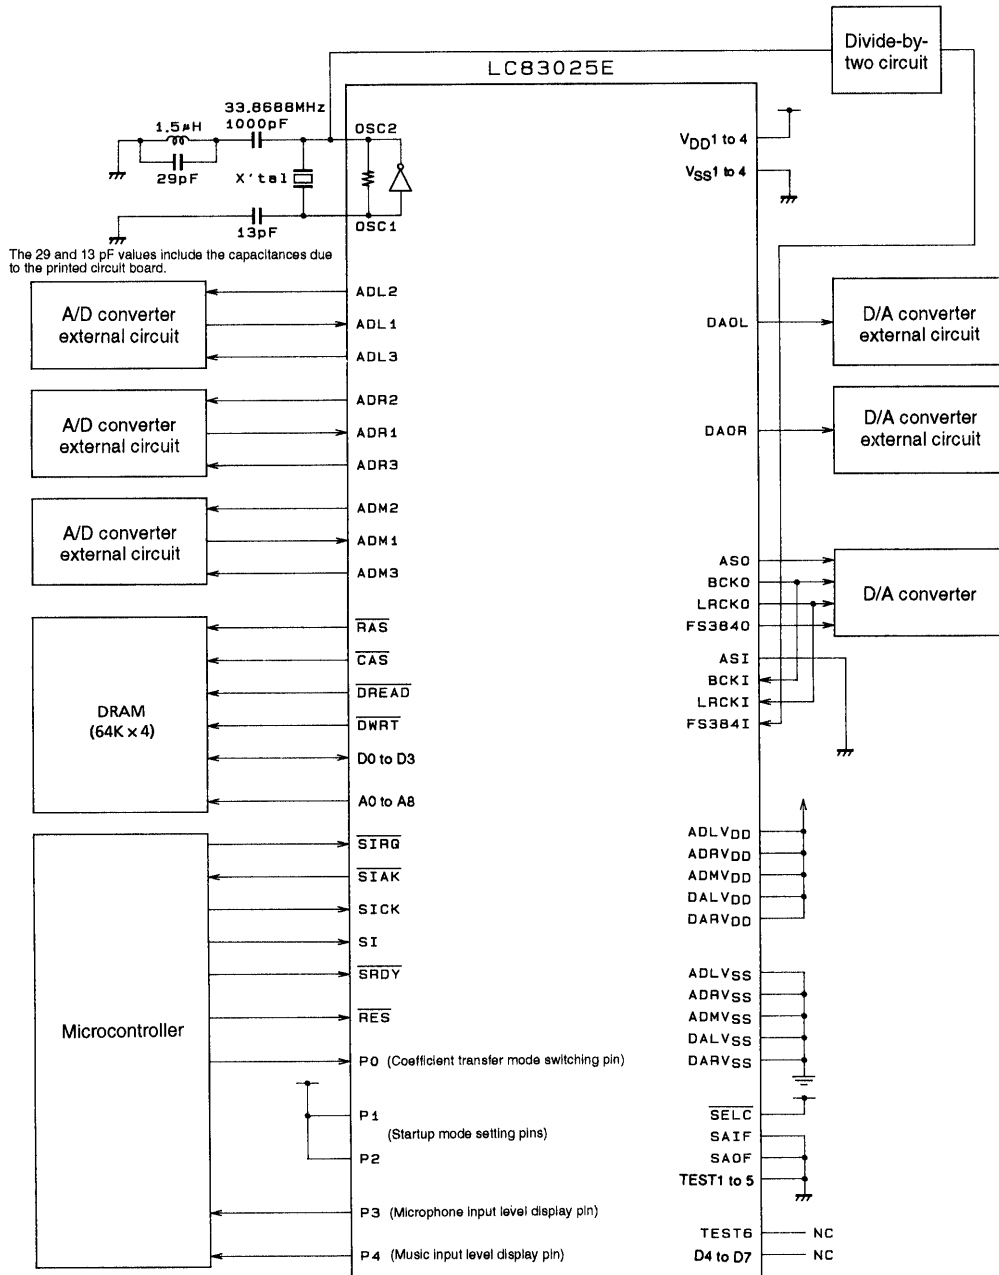 Divide-by-
two circuit
LC83025E
33.8688MHz
1.5μH
1000pF
OSC2
29pF
X'tal
13pF
OSC1
The 29 and 13 pF values include the capacitances due
to the printed circuit board.
VDD1 to 4
VSS1 to 4
A/D converter
external circuit
ADL2
ADL1
ADL3
DAOL
D/A converter
external circuit
A/D converter
external circuit
ADR2
ADR1
ADR3
DAOR
D/A converter
external circuit
A/D converter
external circuit
ADM2
ADM1
ADM3
ASO
BCKO
LRCKO
FS384O
D/A converter
ASI
BCKI
LRCKI
FS384I
DRAM
(64K x 4)
RAS
CAS
DREAD
DWRT
D0 to D3
A0 to A8
Microcontroller
SIRQ
SIAK
SICK
SI
SRDY
RES
P0 (Coefficient transfer mode switching pin)
P1
(Startup mode setting pins)
P2
P3 (Microphone input level display pin)
P4 (Music input level display pin)
ADLVDD
ADRVDD
ADMVDD
DALVDD
DARVDD
ADLVSS
ADRVSS
ADMVSS
DALVSS
DARVSS
SELC
SAIF
SAOF
TEST1 to 5
TEST6 NC
D4 to D7 NC